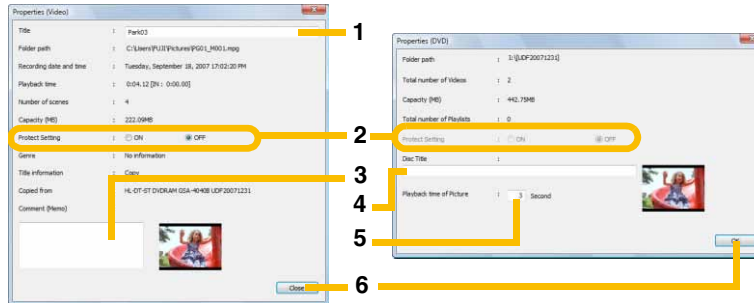 Properties (Video)
Title : Park03
Folder path : C:\Users\FUJI\Pictures\PG01_M001.mpg
Recording date and time : Tuesday, September 18, 2007 17:02:20 PM
Playback time : 0:04.12 [IN : 0:00.00]
Number of scenes : 4
Capacity (MB) : 222.09MB
Protect Setting : ON OFF
Genre : No information
Title information : Copy
Copied from HL-DT-ST DVDRAM GSA-4040B UDF20071231
Comment (Memo)
Close
1
2
3
4
5
6
Properties (DVD)
Folder path : I:\[UDF20071231]
Total number of Videos : 2
Capacity (MB) : 442.75MB
Total number of Playlists : 0
Protect Setting : ON OFF
Disc Title :
Playback time of Picture : 3 Second
OK